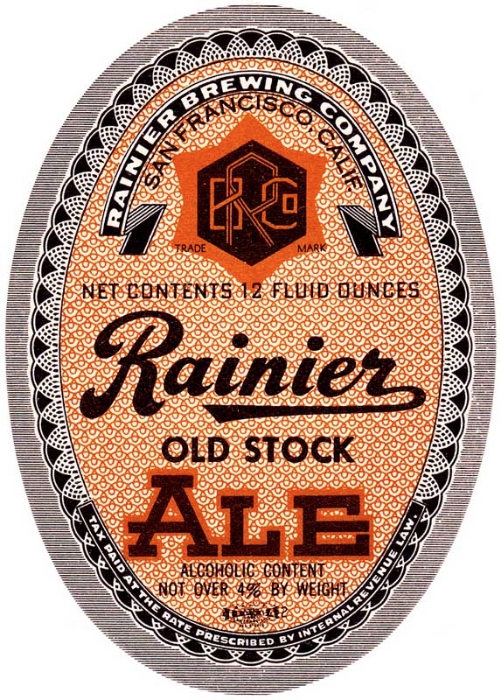 RAINIER BREWING COMPANY
SAN FRANCISCO, CALIF.
RBCo
TRADE MARK
NET CONTENTS 12 FLUID OUNCES
Rainier
OLD STOCK
ALE
ALCOHOLIC CONTENT
NOT OVER 4% BY WEIGHT
TAX PAID AT THE RATE PRESCRIBED BY INTERNAL REVENUE LAW.